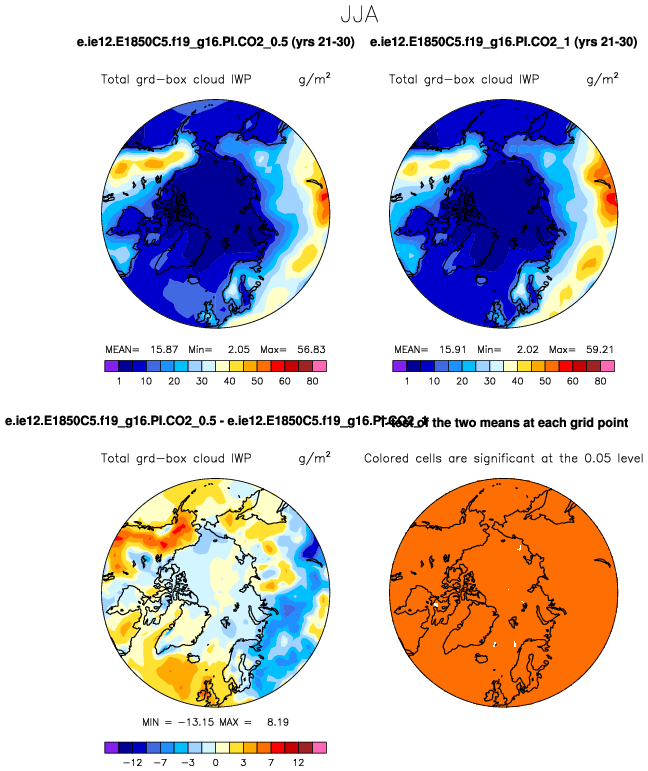 JJA
e.ie12.E1850C5.f19_g16.PI.CO2_0.5 (yrs 21-30) e.ie12.E1850C5.f19_g16.PI.CO2_1 (yrs 21-30)
Total grd-box cloud IWP g/m² Total grd-box cloud IWP g/m²
MEAN= 15.87 Min= 2.05 Max= 56.83 MEAN= 15.91 Min= 2.02 Max= 59.21
1 10 20 30 40 50 60 80 1 10 20 30 40 50 60 80
e.ie12.E1850C5.f19_g16.PI.CO2_0.5 - e.ie12.E1850C5.f19_g16.PI.CO2_1 T-test of the two means at each grid point
Total grd-box cloud IWP g/m² Colored cells are significant at the 0.05 level
MIN = -13.15 MAX = 8.19
-12 -7 -3 0 3 7 12